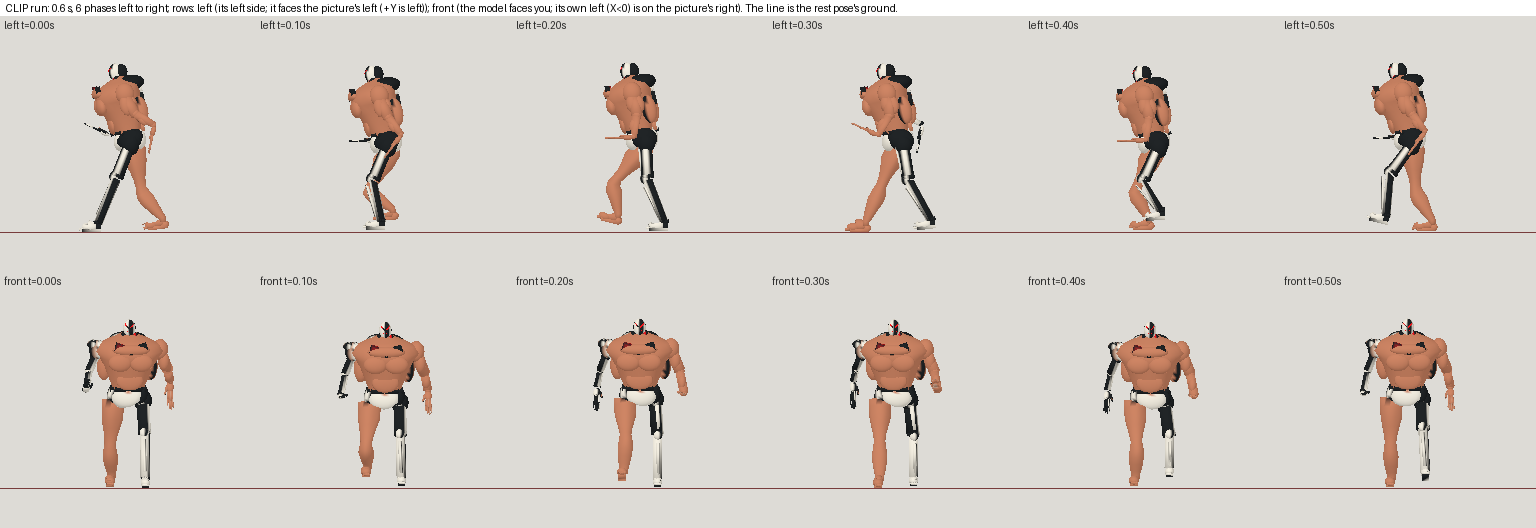 CLIP run: 0.6 s, 6 phases left to right; rows: left (its left side; it faces the picture's left (+Y is left)); front (the model faces you; its own left (X<0) is on the picture's right). The line is the rest pose's ground.
left t=0.00s
left t=0.10s
left t=0.20s
left t=0.30s
left t=0.40s
left t=0.50s
front t=0.00s
front t=0.10s
front t=0.20s
front t=0.30s
front t=0.40s
front t=0.50s